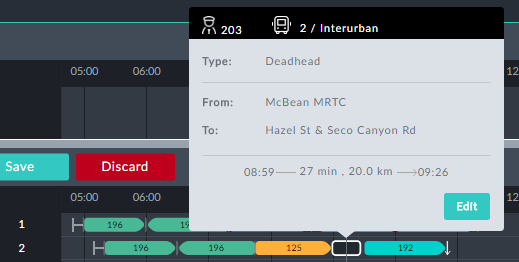 203 2 / Interurban
Type: Deadhead
From: McBean MRTC
To: Hazel St & Seco Canyon Rd
08:59 27 min , 20.0 km 09:26
Edit
05:00 06:00 12
Save Discard
05:00 06:00 12
1 196 19
2 196 196 125 192